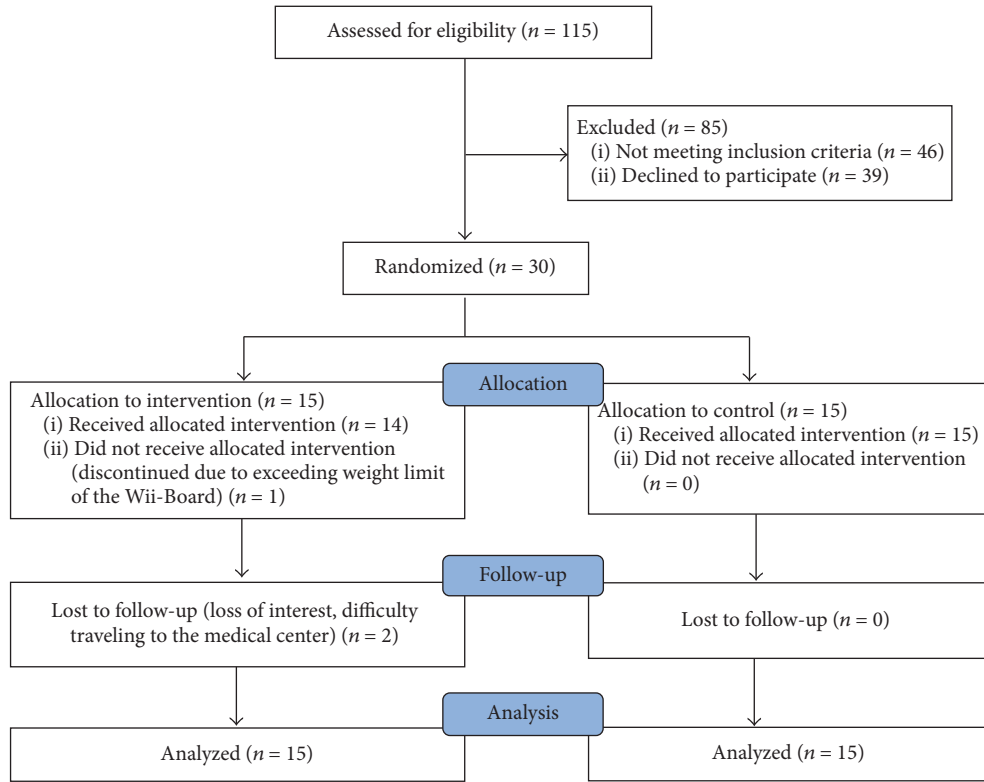 Assessed for eligibility (n = 115)
Excluded (n = 85)
(i) Not meeting inclusion criteria (n = 46)
(ii) Declined to participate (n = 39)
Randomized (n = 30)
Allocation
Allocation to intervention (n = 15)
(i) Received allocated intervention (n = 14)
(ii) Did not receive allocated intervention
(discontinued due to exceeding weight limit
of the Wii-Board) (n = 1)
Allocation to control (n = 15)
(i) Received allocated intervention (n = 15)
(ii) Did not receive allocated intervention
(n = 0)
Follow-up
Lost to follow-up (loss of interest, difficulty
traveling to the medical center) (n = 2)
Lost to follow-up (n = 0)
Analysis
Analyzed (n = 15)
Analyzed (n = 15)